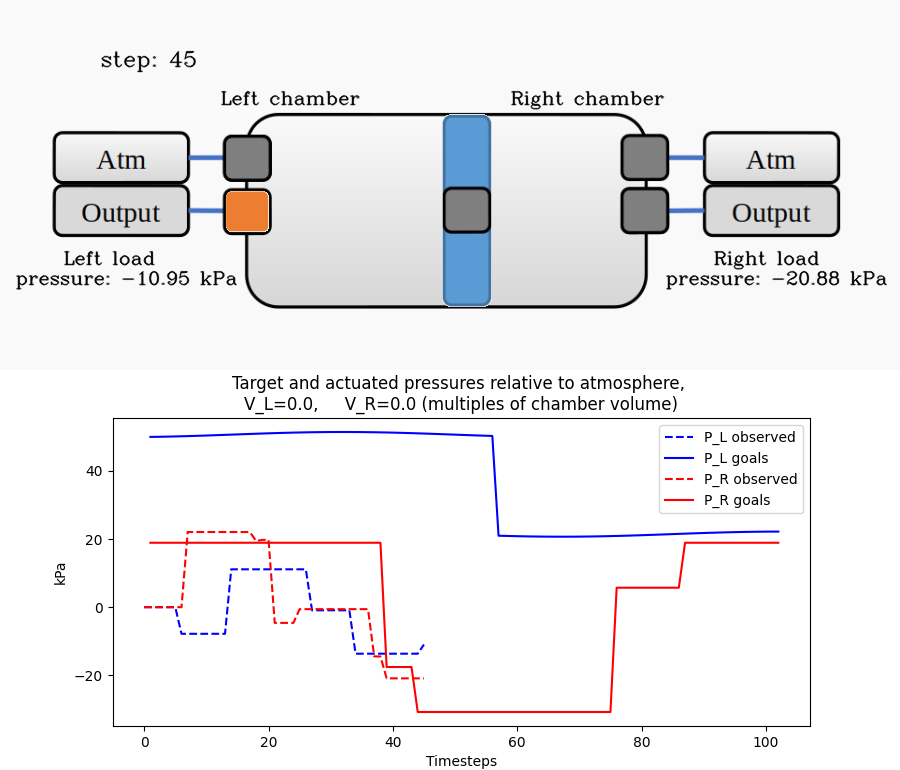 step: 45
Left chamber
Right chamber
Atm
Atm
Output
Output
Left load
pressure: −10.95 kPa
Right load
pressure: −20.88 kPa
Target and actuated pressures relative to atmosphere,
V_L=0.0, V_R=0.0 (multiples of chamber volume)
P_L observed
P_L goals
P_R observed
P_R goals
kPa
40
20
0
−20
0 20 40 60 80 100
Timesteps